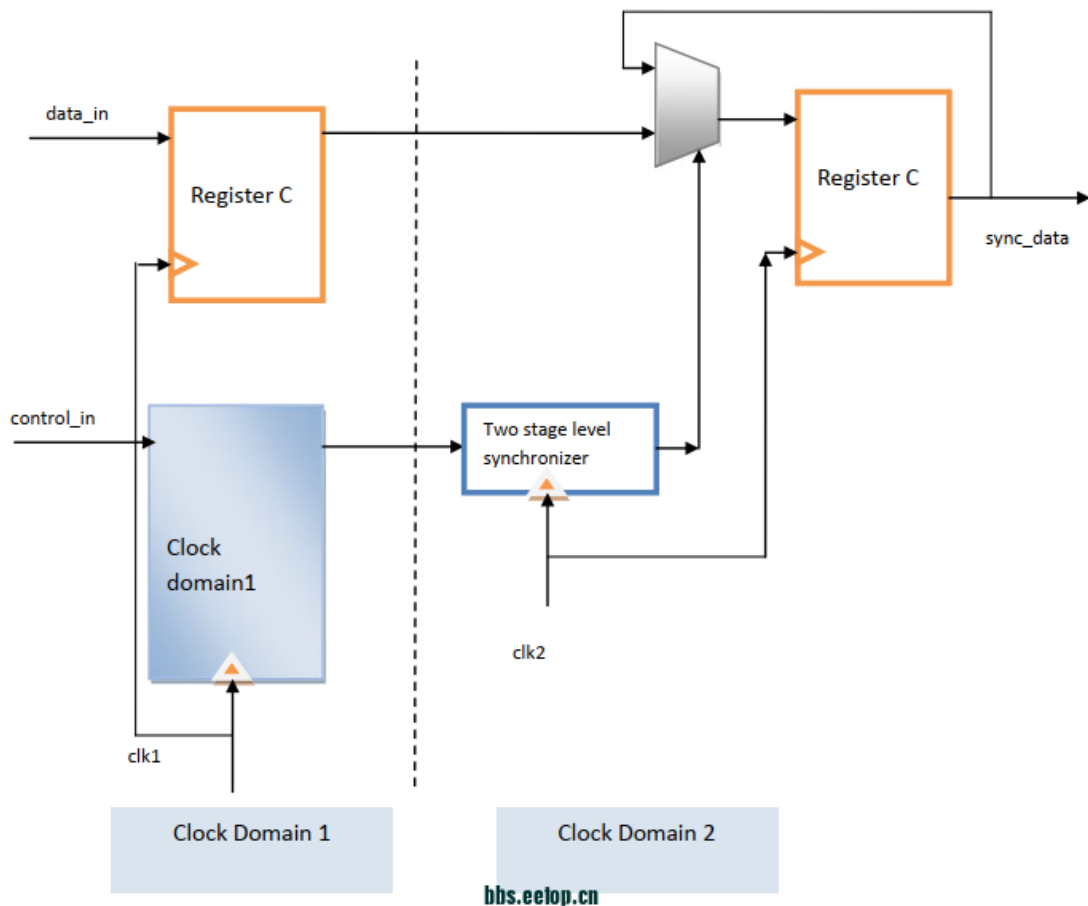 data_in
Register C
Register C
sync_data
control_in
Two stage level
synchronizer
Clock
domain1
clk2
clk1
Clock Domain 1
Clock Domain 2
bbs.eetop.cn